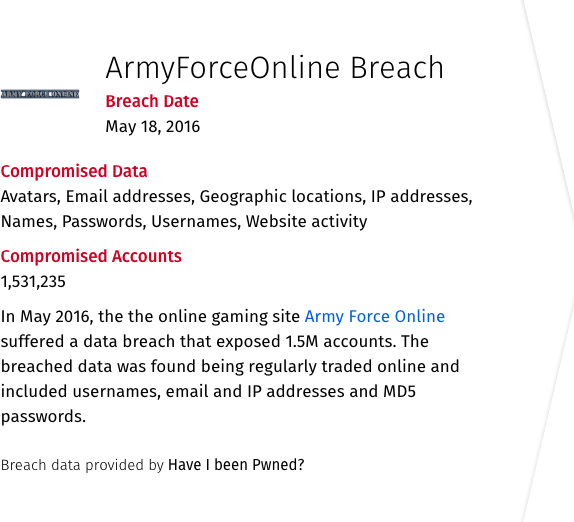 ArmyForceOnline Breach
ARMY FORCE ONLINE
Breach Date
May 18, 2016
Compromised Data
Avatars, Email addresses, Geographic locations, IP addresses,
Names, Passwords, Usernames, Website activity
Compromised Accounts
1,531,235
In May 2016, the the online gaming site Army Force Online
suffered a data breach that exposed 1.5M accounts. The
breached data was found being regularly traded online and
included usernames, email and IP addresses and MD5
passwords.
Breach data provided by Have I been Pwned?